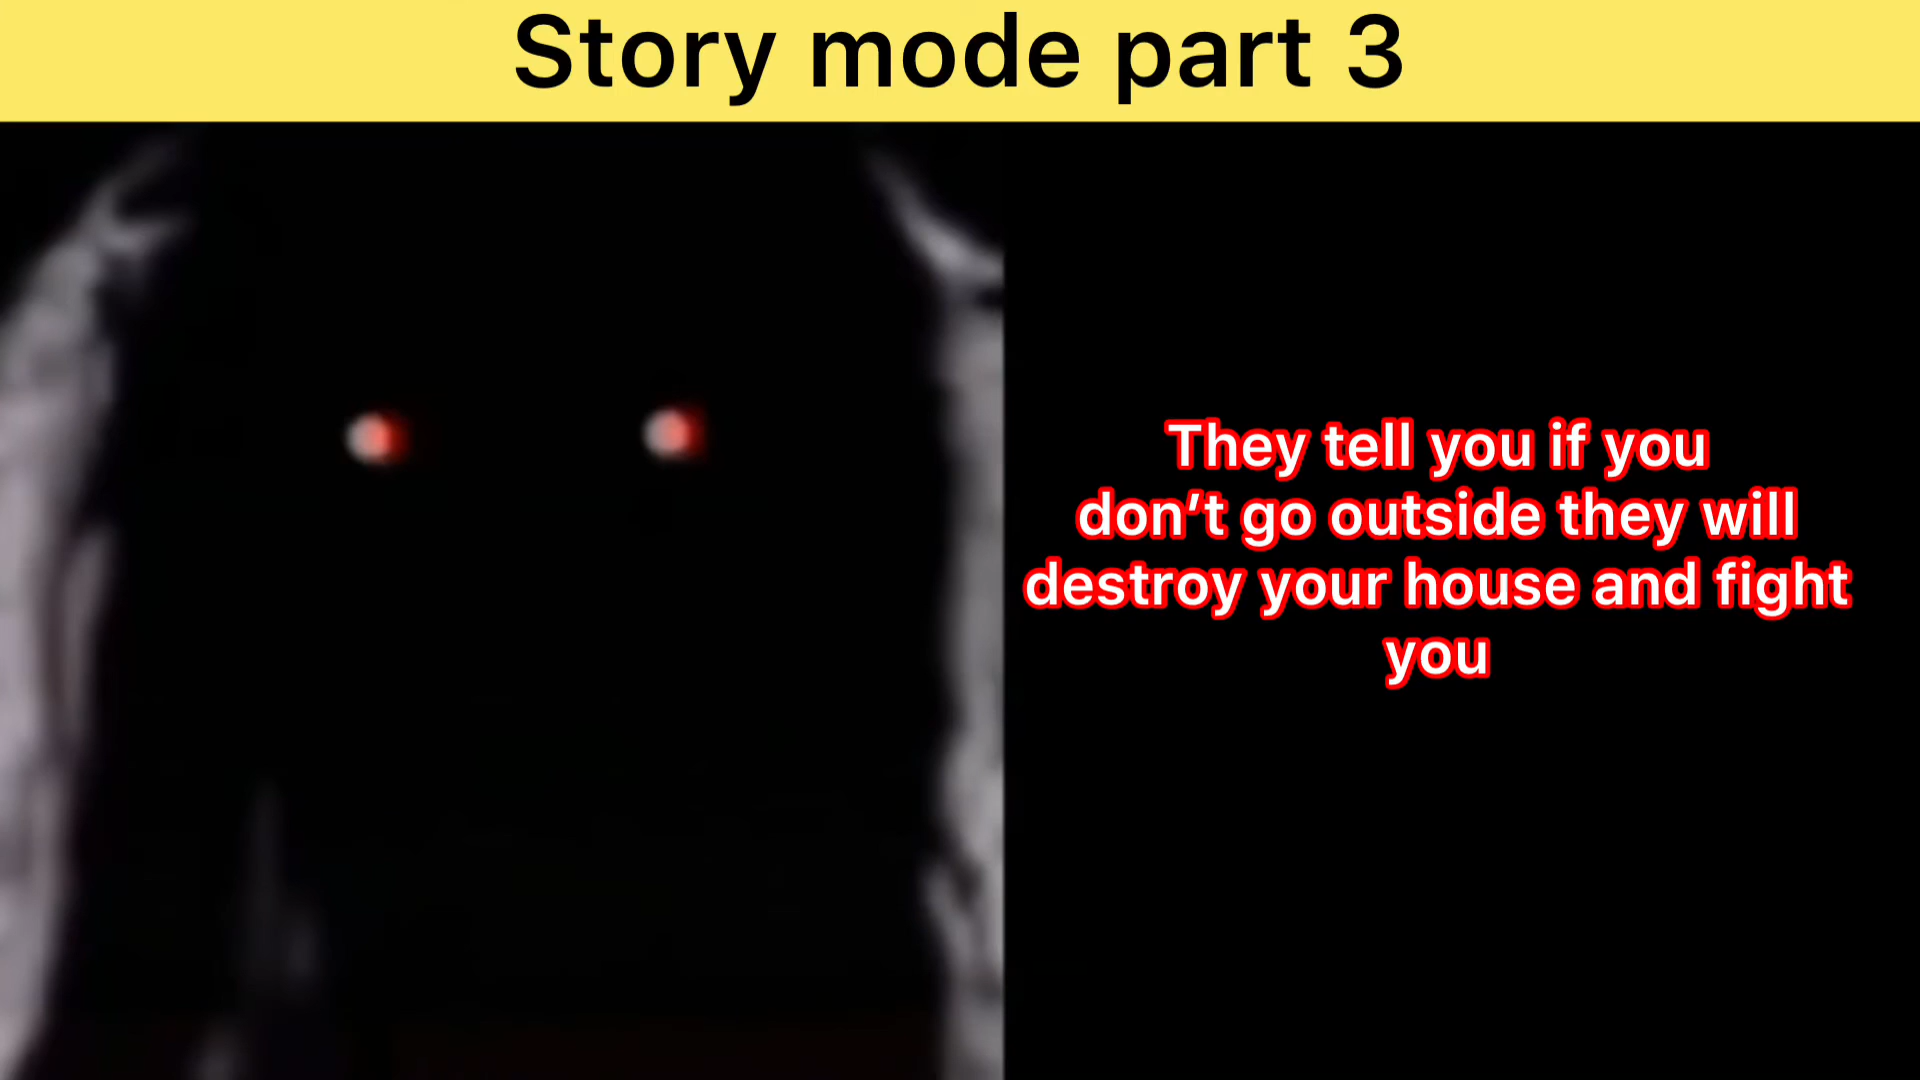 Story mode part 3
They tell you if you
don’t go outside they will
destroy your house and fight
you